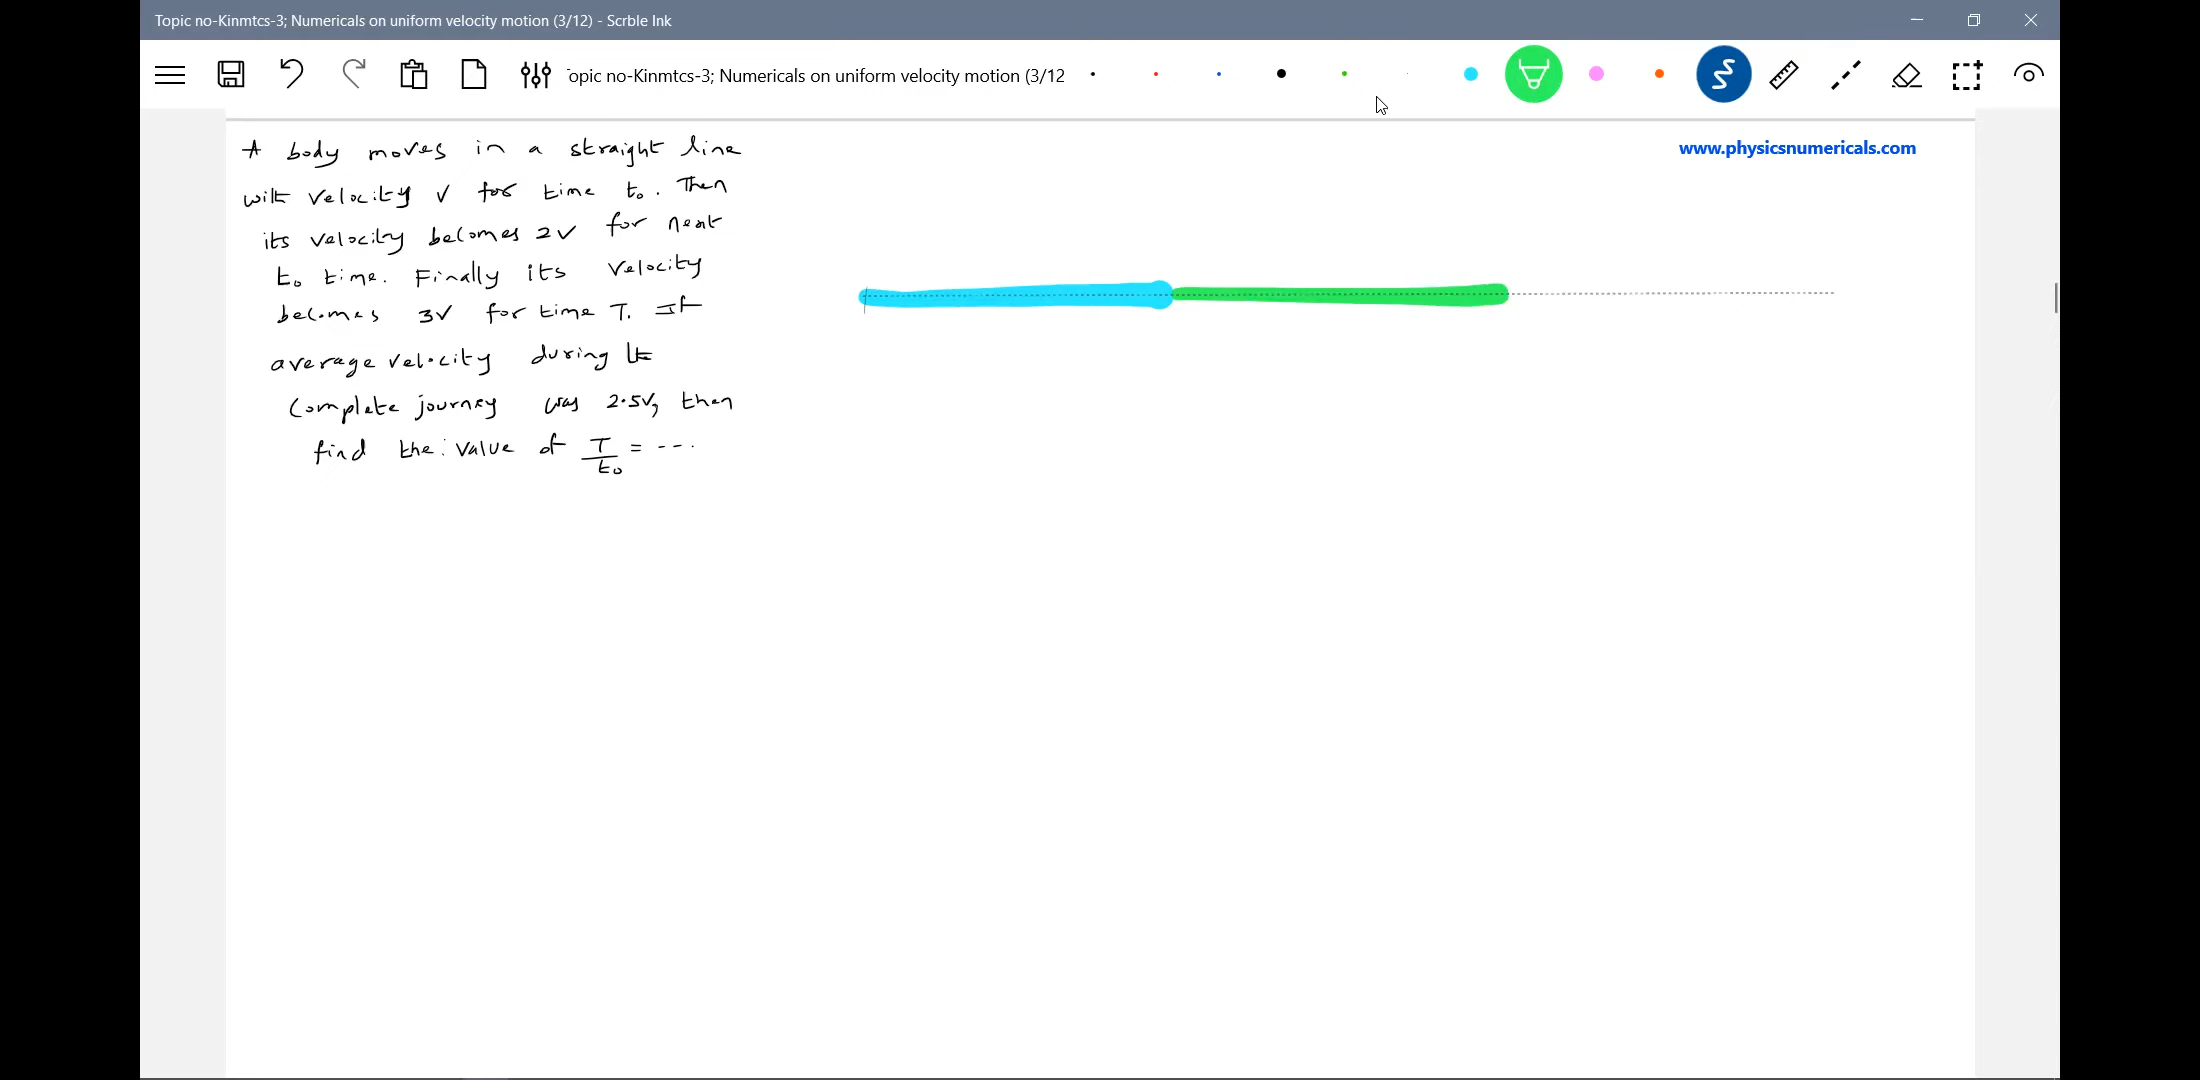 Topic no-Kinmtcs-3; Numericals on uniform velocity motion (3/12) - Scrble Ink
opic no-Kinmtcs-3; Numericals on uniform velocity motion (3/12
www.physicsnumericals.com
A body moves in a straight line
with velocity v for time t₀. Then
its velocity becomes 2v for next
t₀ time. Finally its velocity
becomes 3v for time T. If
average velocity during the
complete journey was 2.5v, then
find the value of T/t₀ = ---.